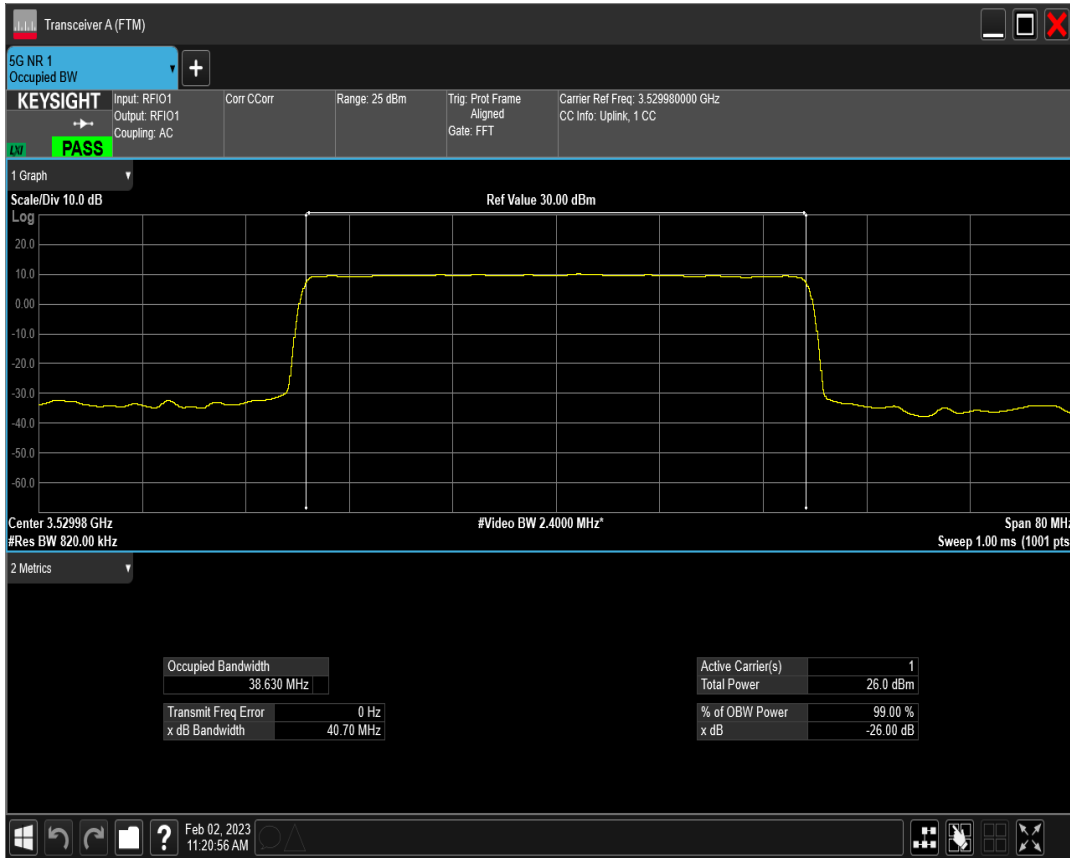 Transceiver A (FTM)
5G NR 1
Occupied BW
+
KEYSIGHT
LXI
PASS
Input: RFIO1
Output: RFIO1
Coupling: AC
Corr CCorr
Range: 25 dBm
Trig: Prot Frame
Aligned
Gate: FFT
Carrier Ref Freq: 3.529980000 GHz
CC Info: Uplink, 1 CC
1 Graph
Scale/Div 10.0 dB
Ref Value 30.00 dBm
Log
20.0
10.0
0.00
-10.0
-20.0
-30.0
-40.0
-50.0
-60.0
Center 3.52998 GHz
#Video BW 2.4000 MHz*
Span 80 MHz
#Res BW 820.00 kHz
Sweep 1.00 ms (1001 pts
2 Metrics
Occupied Bandwidth
38.630 MHz
Transmit Freq Error 0 Hz
x dB Bandwidth 40.70 MHz
Active Carrier(s) 1
Total Power 26.0 dBm
% of OBW Power 99.00 %
x dB -26.00 dB
?
Feb 02, 2023
11:20:56 AM